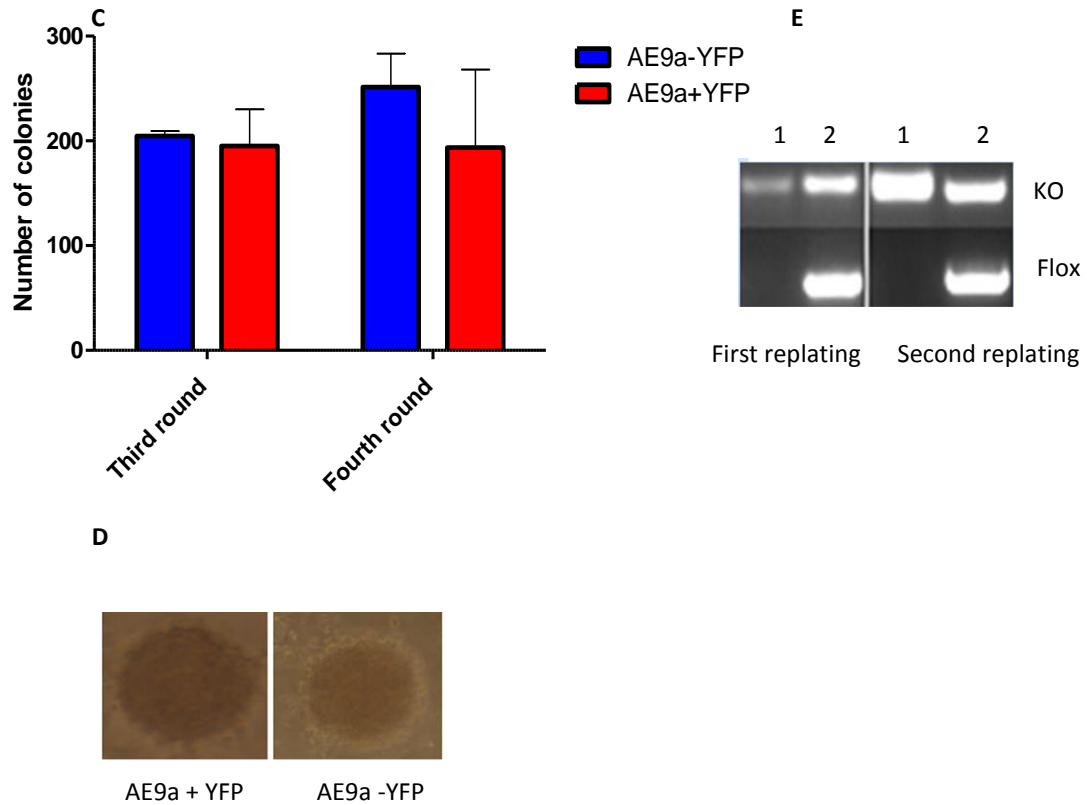 C
300
200
100
0
Number of colonies
Third round
Fourth round
AE9a-YFP
AE9a+YFP
E
1 2 1 2
KO
Flox
First replating Second replating
D
AE9a + YFP AE9a -YFP